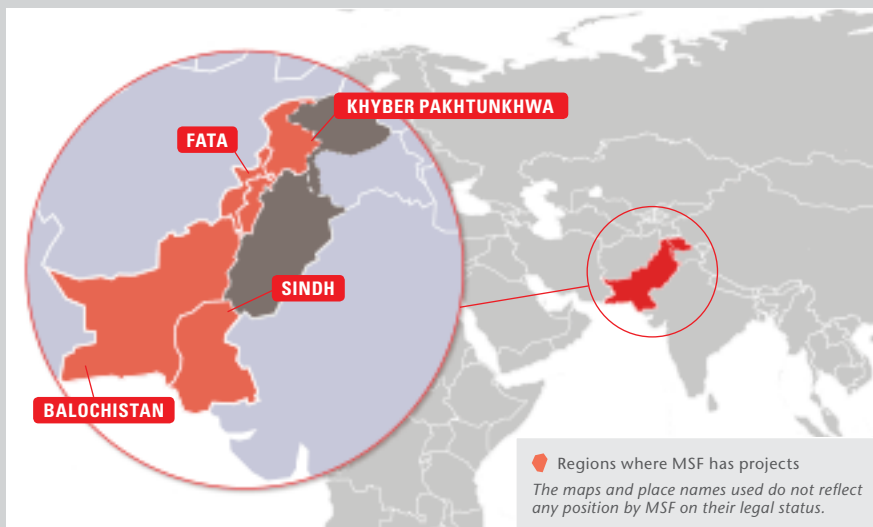 KHYBER PAKHTUNKHWA
FATA
SINDH
BALOCHISTAN
Regions where MSF has projects
The maps and place names used do not reflect
any position by MSF on their legal status.